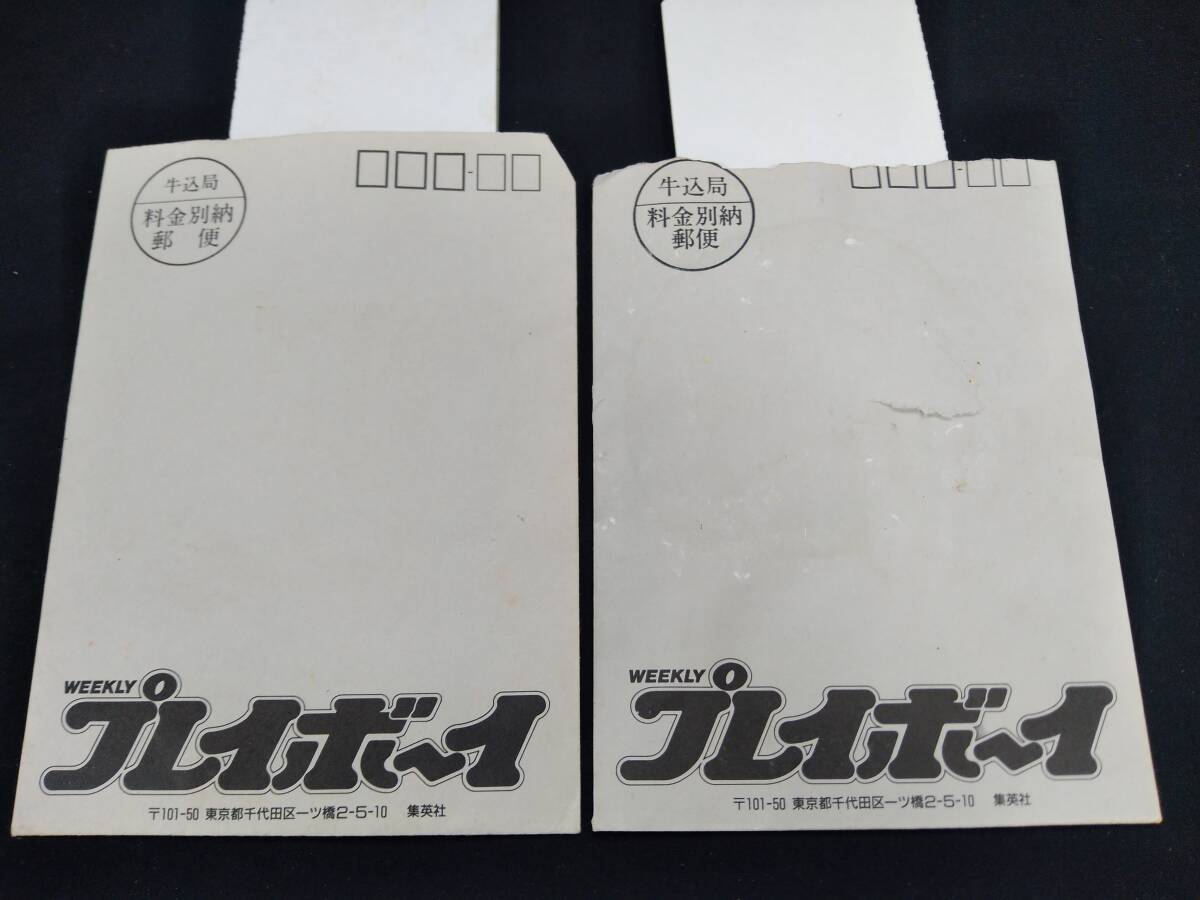 牛込局
料金別納
郵便
WEEKLY
プレイボーイ
〒101-50 東京都千代田区一ツ橋2-5-10 集英社
牛込局
料金別納
郵便
WEEKLY
プレイボーイ
〒101-50 東京都千代田区一ツ橋2-5-10 集英社